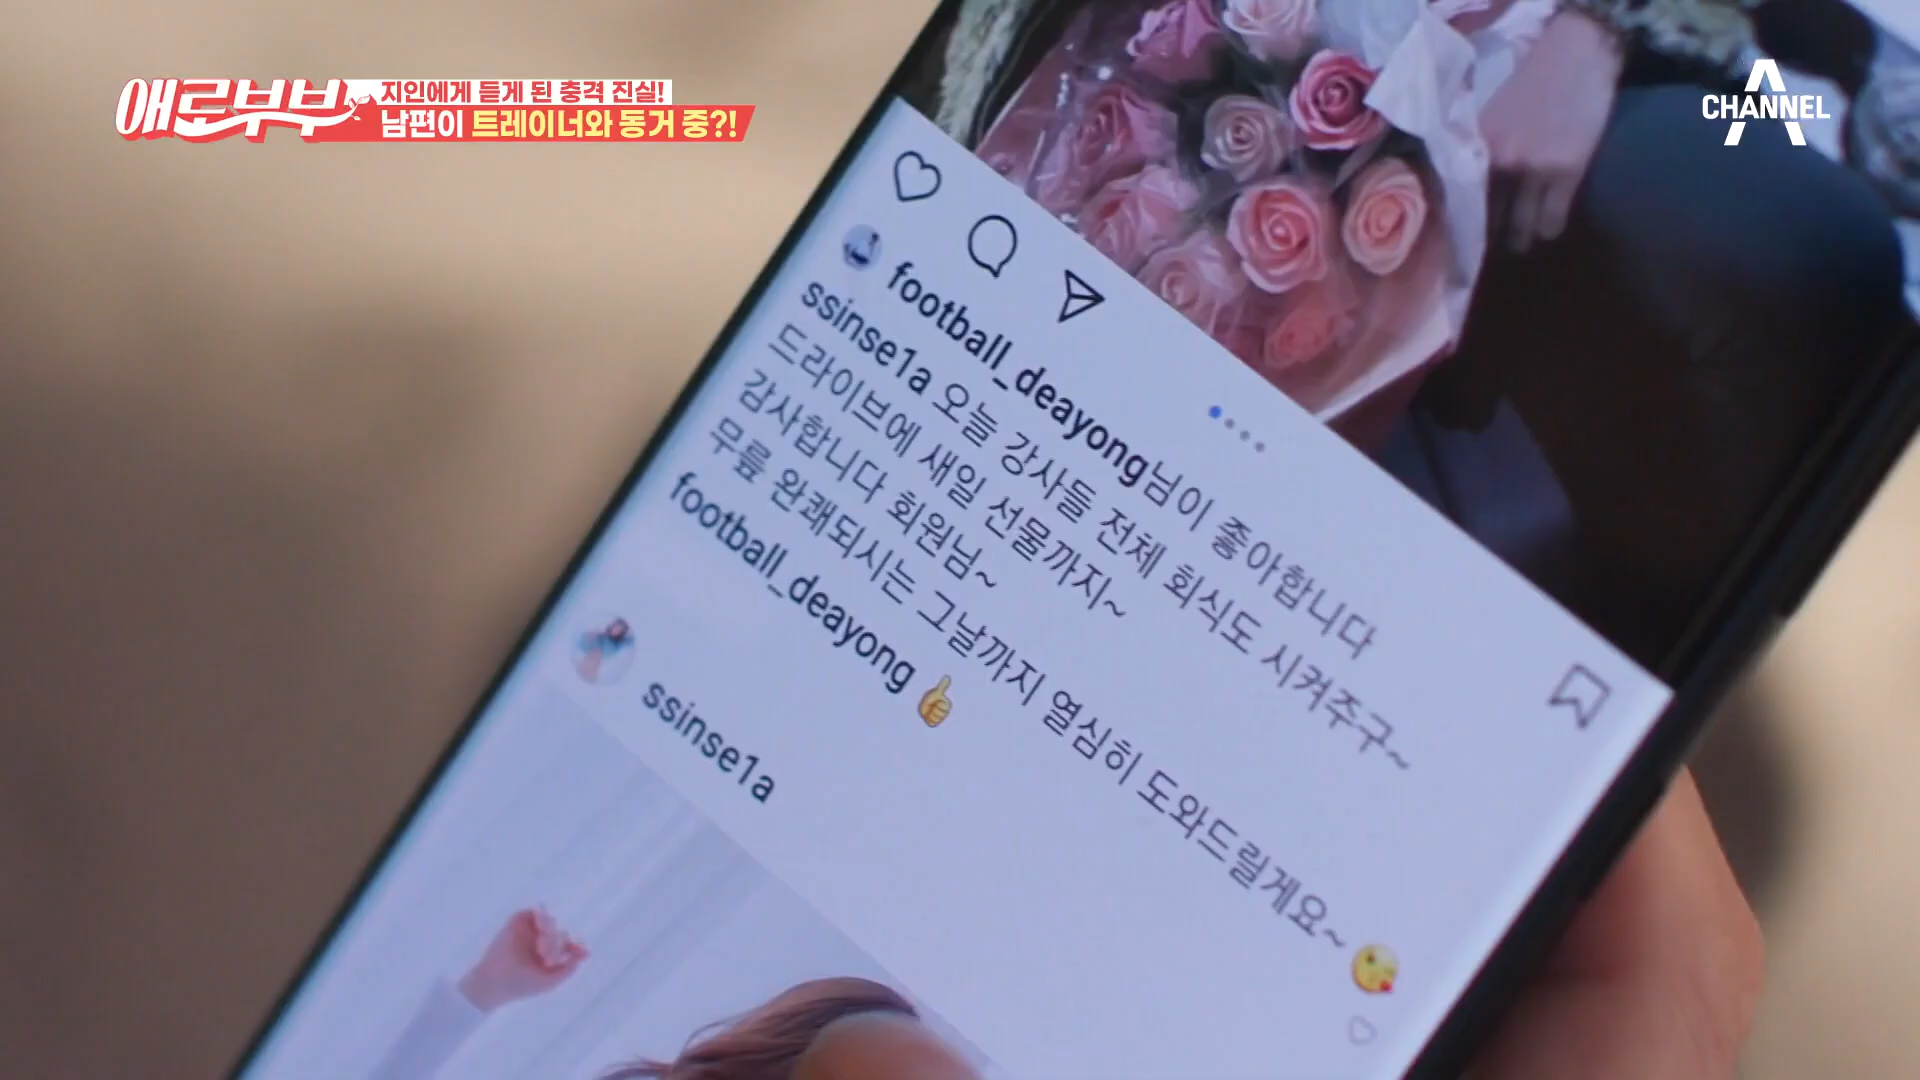 애로부부
지인에게 듣게 된 충격 진실!
남편이 트레이너와 동거 중?!
CHANNEL A
football_deayong님이 좋아합니다
ssinse1a 오늘 강사들 전체 회식도 시켜주구~
드라이브에 새일 선물까지~
감사합니다 회원님~
무릎 완쾌되시는 그날까지 열심히 도와드릴게요~ 😘
football_deayong 👍
ssinse1a